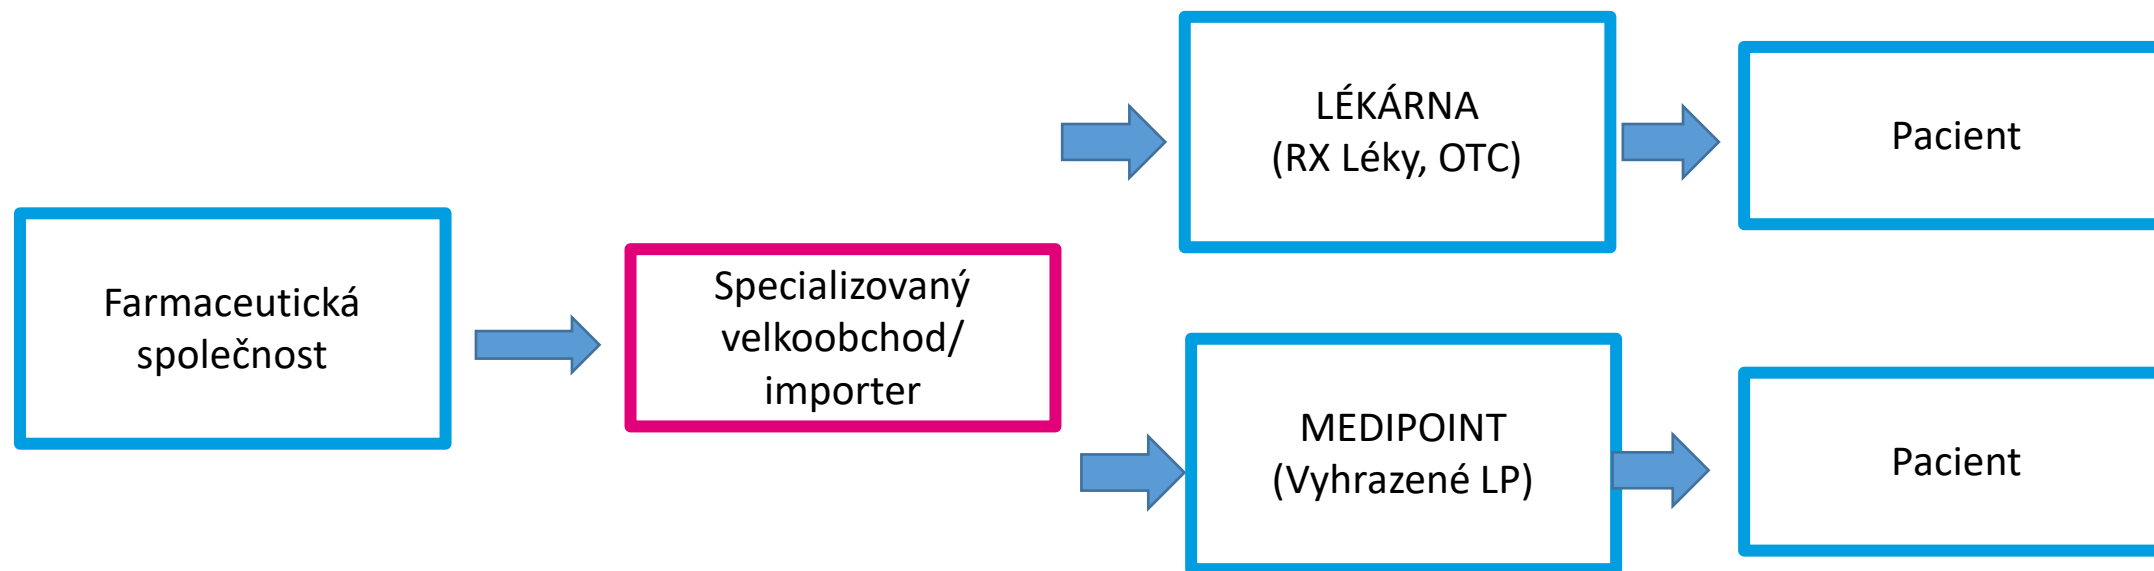 Farmaceutická
společnost
Specializovaný
velkoobchod/
importer
LÉKÁRNA
(RX Léky, OTC)
Pacient
MEDIPOINT
(Vyhrazené LP)
Pacient